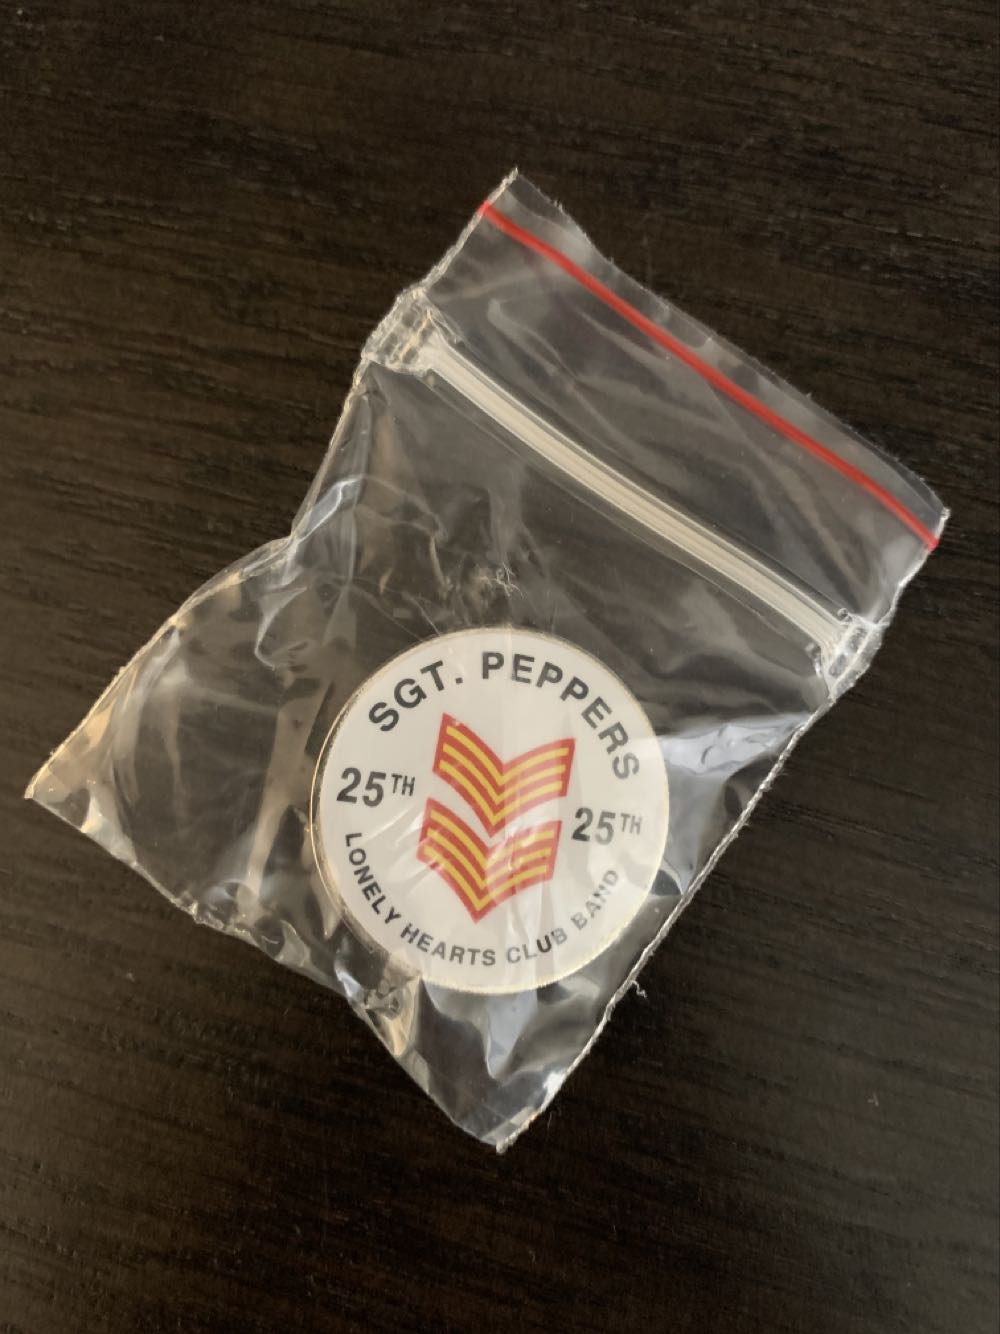 SGT. PEPPERS
25TH
25TH
LONELY HEARTS CLUB BAND